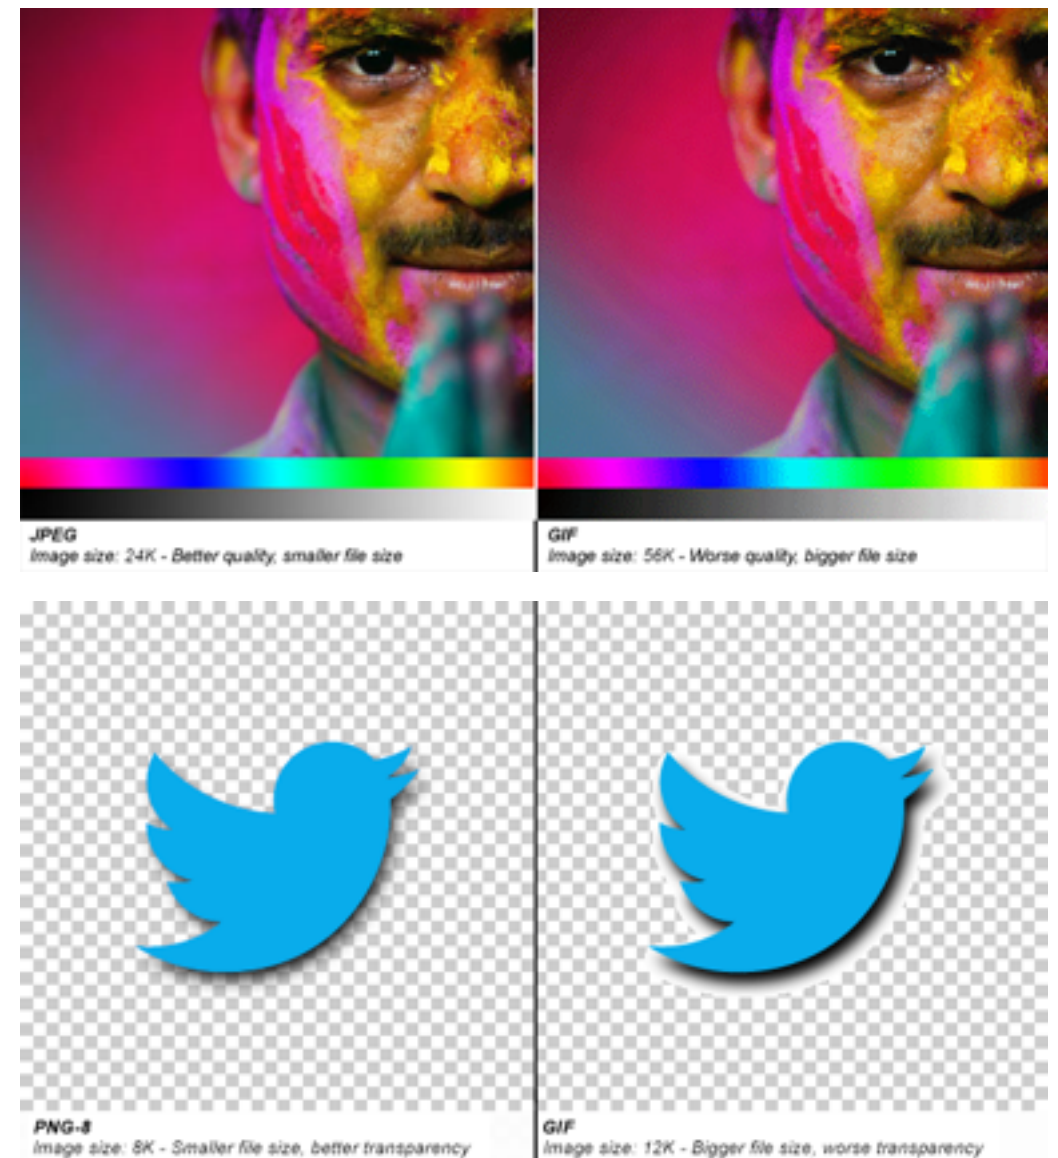 JPEG
Image size: 24K - Better quality, smaller file size
GIF
Image size: 56K - Worse quality, bigger file size
PNG-8
Image size: 8K - Smaller file size, better transparency
GIF
Image size: 12K - Bigger file size, worse transparency